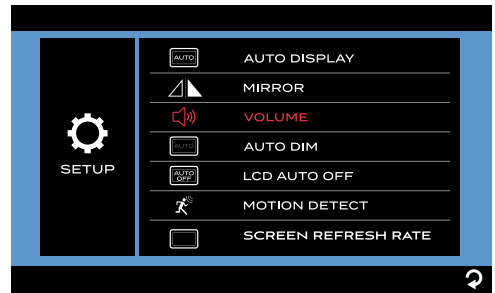 AUTO AUTO DISPLAY
MIRROR
VOLUME
AUTO AUTO DIM
SETUP
AUTO OFF LCD AUTO OFF
MOTION DETECT
SCREEN REFRESH RATE